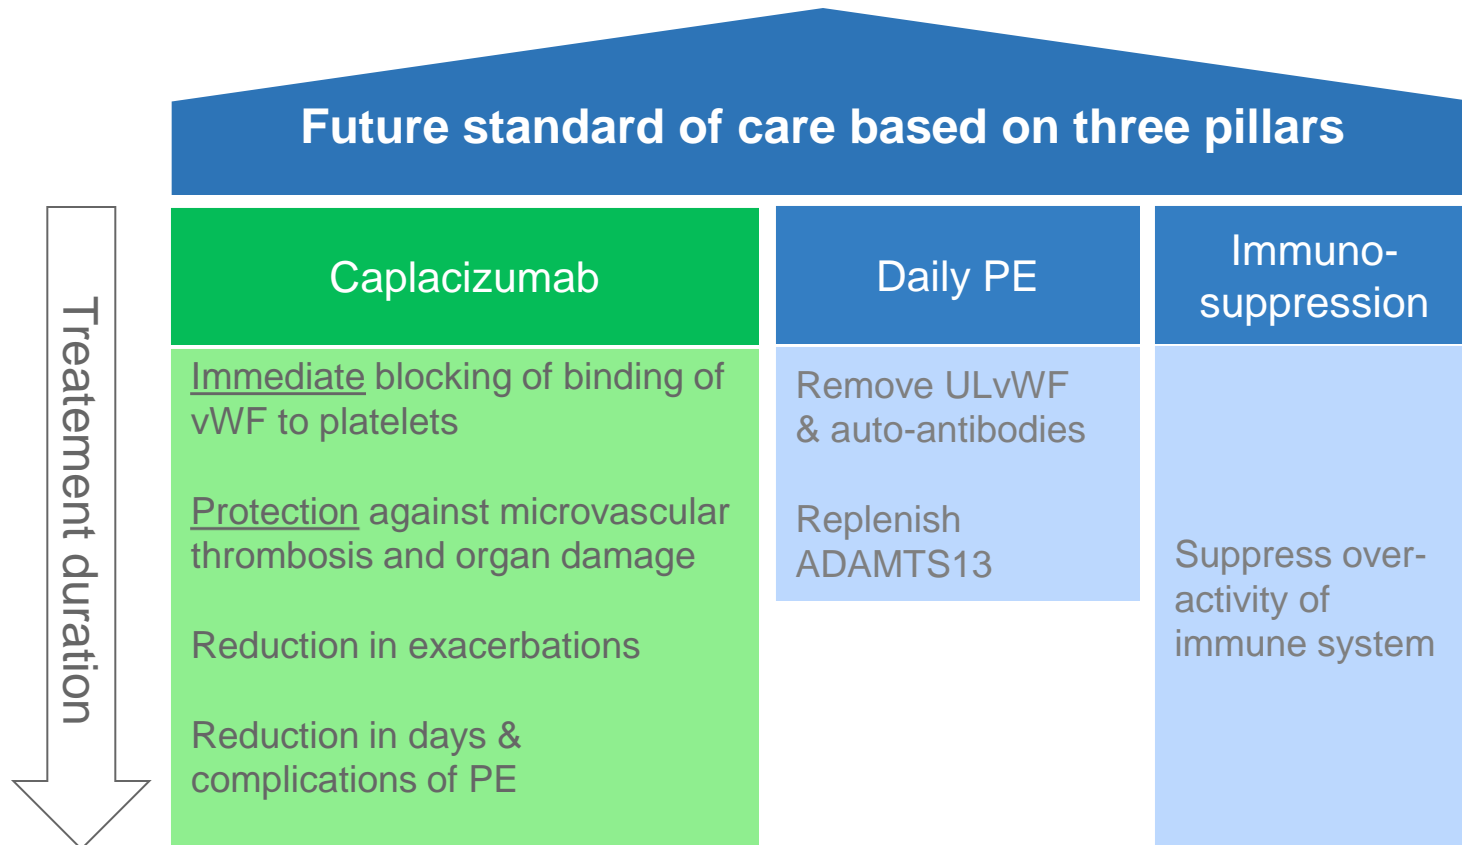 Future standard of care based on three pillars
Treatement duration
Caplacizumab
Immediate blocking of binding of
vWF to platelets
Protection against microvascular
thrombosis and organ damage
Reduction in exacerbations
Reduction in days &
complications of PE
Daily PE
Remove ULvWF
& auto-antibodies
Replenish
ADAMTS13
Immuno-
suppression
Suppress over-
activity of
immune system